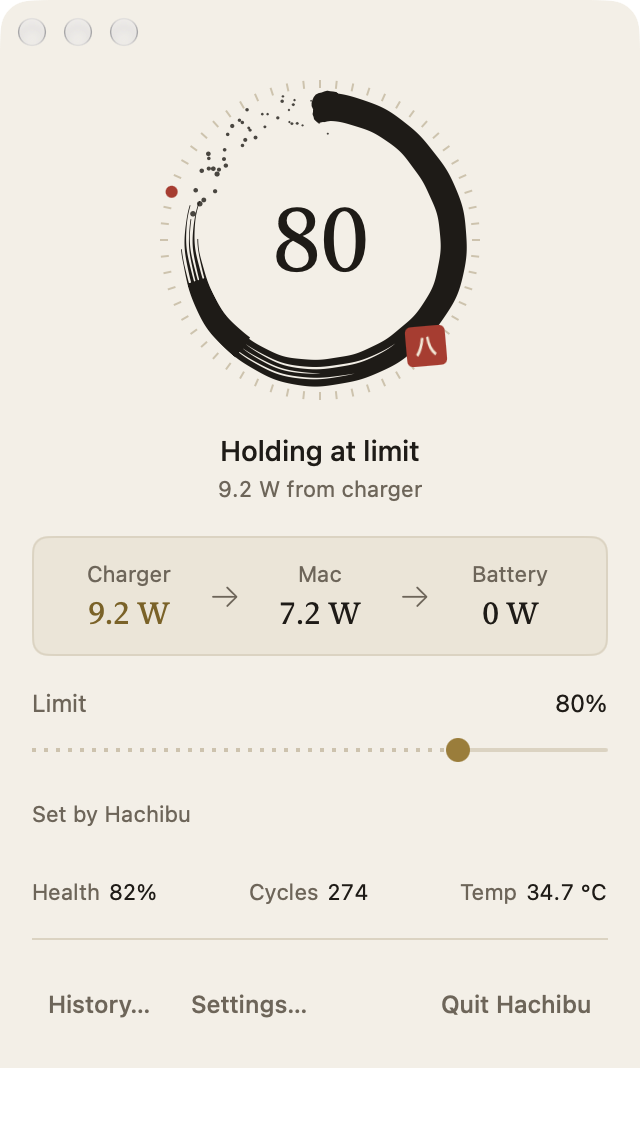 80
八
Holding at limit
9.2 W from charger
Charger → Mac → Battery
9.2 W 7.2 W 0 W
Limit 80%
Set by Hachibu
Health 82% Cycles 274 Temp 34.7 °C
History... Settings... Quit Hachibu